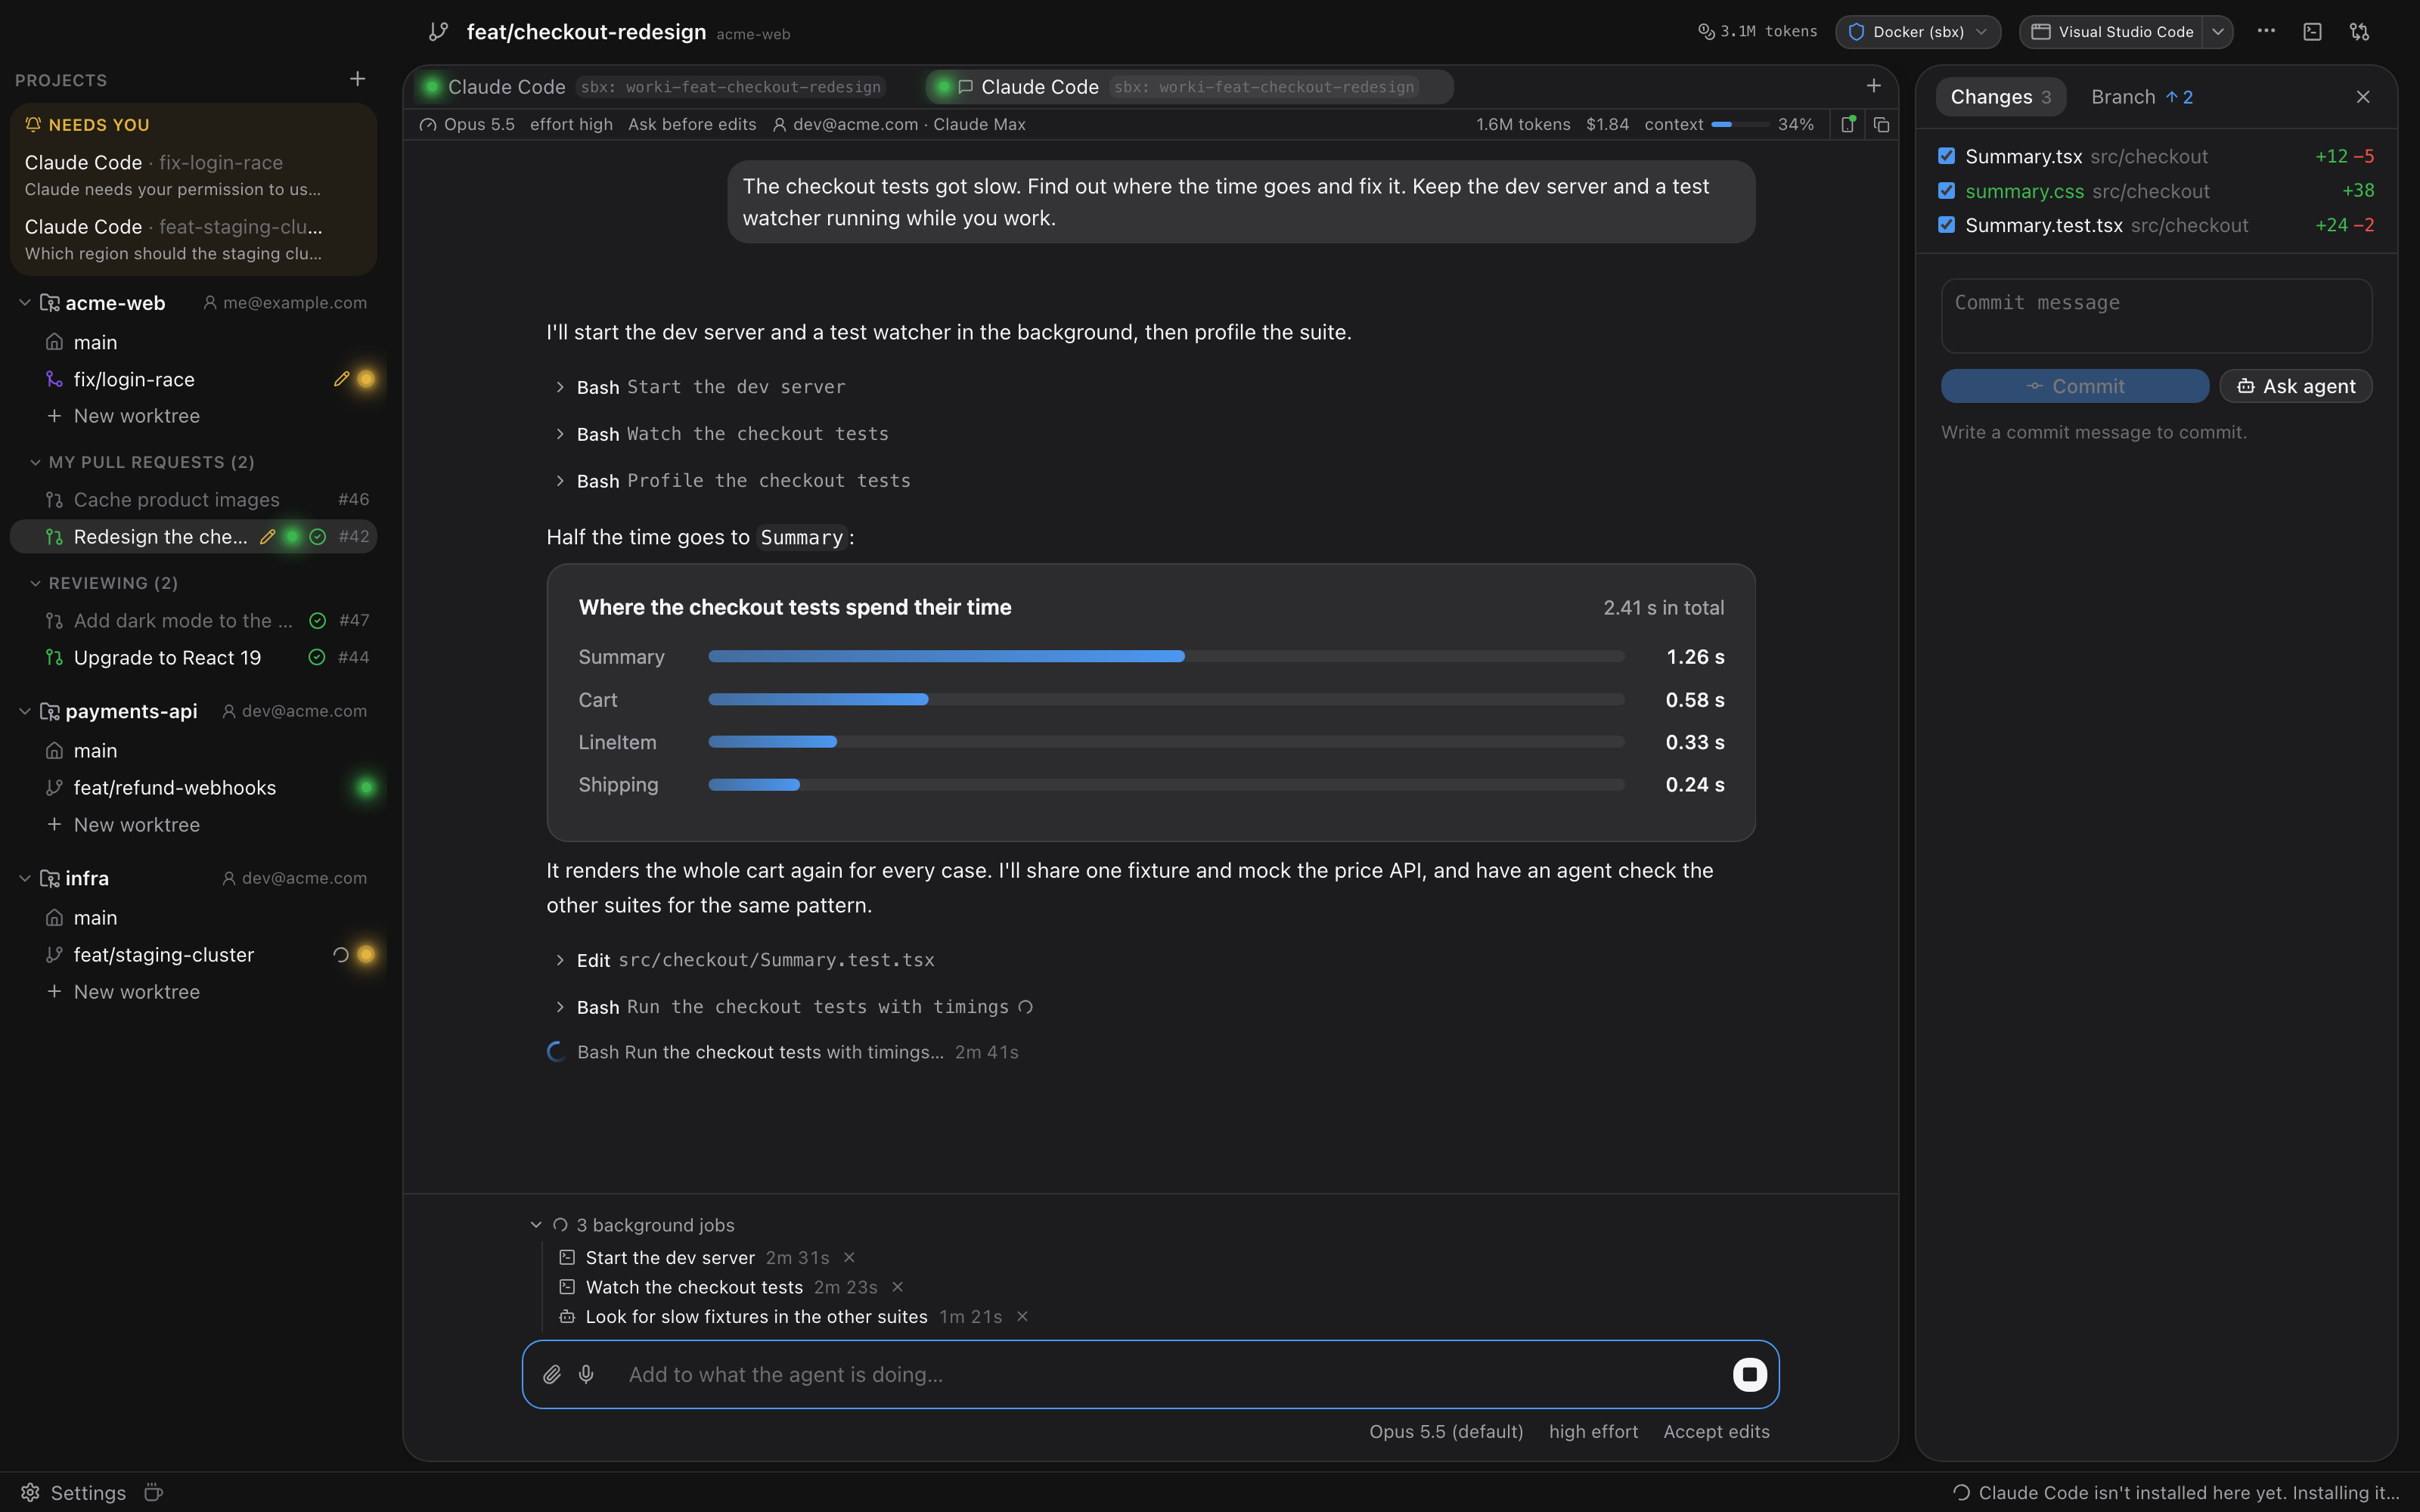 feat/checkout-redesign acme-web
3.1M tokens
Docker (sbx)
Visual Studio Code
PROJECTS
NEEDS YOU
Claude Code · fix-login-race
Claude needs your permission to us...
Claude Code · feat-staging-clu...
Which region should the staging clu...
acme-web me@example.com
main
fix/login-race
New worktree
MY PULL REQUESTS (2)
Cache product images #46
Redesign the che... #42
REVIEWING (2)
Add dark mode to the ... #47
Upgrade to React 19 #44
payments-api dev@acme.com
main
feat/refund-webhooks
New worktree
infra dev@acme.com
main
feat/staging-cluster
New worktree
Settings
Claude Code sbx: worki-feat-checkout-redesign
Claude Code sbx: worki-feat-checkout-redesign
Opus 5.5 effort high Ask before edits dev@acme.com · Claude Max
1.6M tokens $1.84 context 34%
The checkout tests got slow. Find out where the time goes and fix it. Keep the dev server and a test
watcher running while you work.
I'll start the dev server and a test watcher in the background, then profile the suite.
Bash Start the dev server
Bash Watch the checkout tests
Bash Profile the checkout tests
Half the time goes to Summary:
Where the checkout tests spend their time 2.41 s in total
Summary 1.26 s
Cart 0.58 s
LineItem 0.33 s
Shipping 0.24 s
It renders the whole cart again for every case. I'll share one fixture and mock the price API, and have an agent check the
other suites for the same pattern.
Edit src/checkout/Summary.test.tsx
Bash Run the checkout tests with timings
Bash Run the checkout tests with timings... 2m 41s
3 background jobs
Start the dev server 2m 31s
Watch the checkout tests 2m 23s
Look for slow fixtures in the other suites 1m 21s
Add to what the agent is doing...
Opus 5.5 (default) high effort Accept edits
Changes 3 Branch ↑2
Summary.tsx src/checkout +12 −5
summary.css src/checkout +38
Summary.test.tsx src/checkout +24 −2
Commit message
Commit
Ask agent
Write a commit message to commit.
Claude Code isn't installed here yet. Installing it...